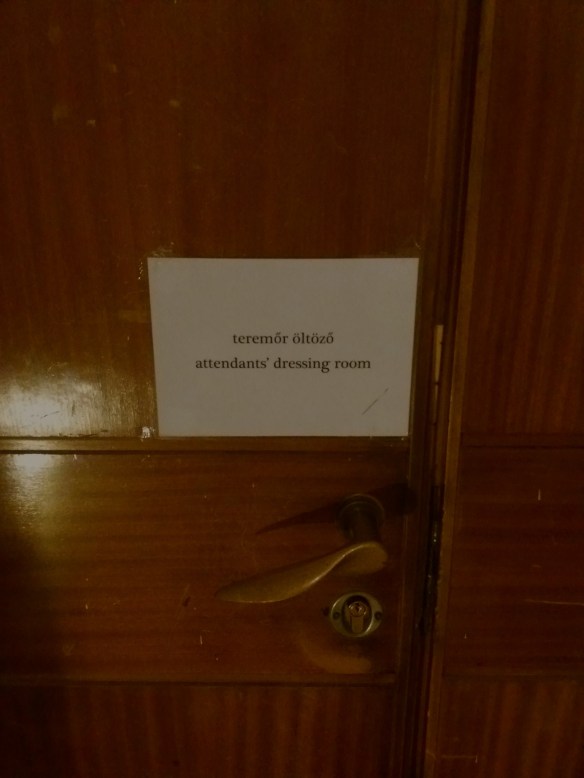 teremőr öltöző
attendants' dressing room